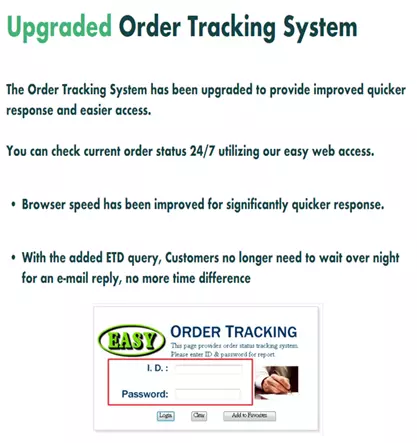 Upgraded Order Tracking System
The Order Tracking System has been upgraded to provide improved quicker
response and easier access.
You can check current order status 24/7 utilizing our easy web access.
• Browser speed has been improved for significantly quicker response.
• With the added ETD query, Customers no longer need to wait over night
for an e-mail reply, no more time difference
EASY
ORDER TRACKING
This page provides order status tracking system.
Please enter ID & password for report
I. D. :
Password:
Login Clear Add to Favorites